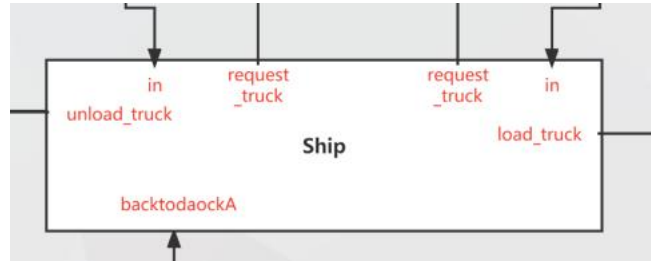 in
request
_truck
request
_truck
in
unload_truck
load_truck
Ship
backtodaockA